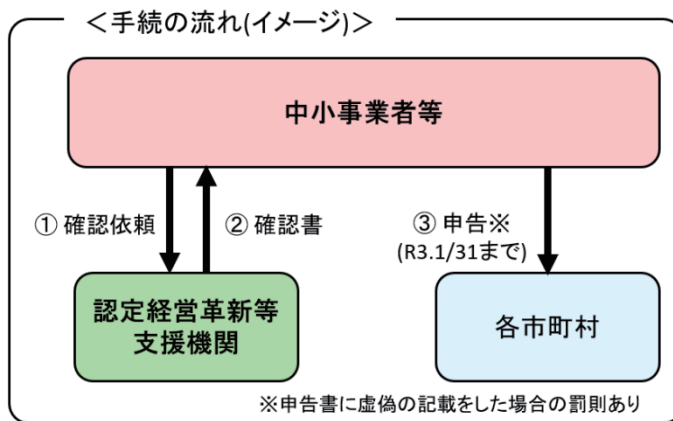 ＜手続の流れ(イメージ)＞
中小事業者等
① 確認依頼
② 確認書
③ 申告※
(R3.1/31まで)
認定経営革新等
支援機関
各市町村
※申告書に虚偽の記載をした場合の罰則あり